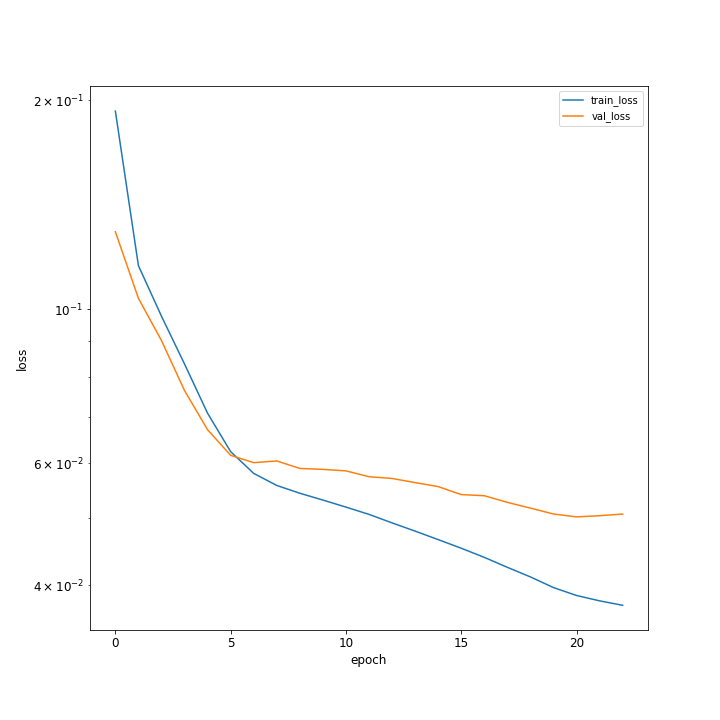 train_loss
val_loss
2 × 10⁻¹
10⁻¹
6 × 10⁻²
4 × 10⁻²
loss
0 5 10 15 20
epoch